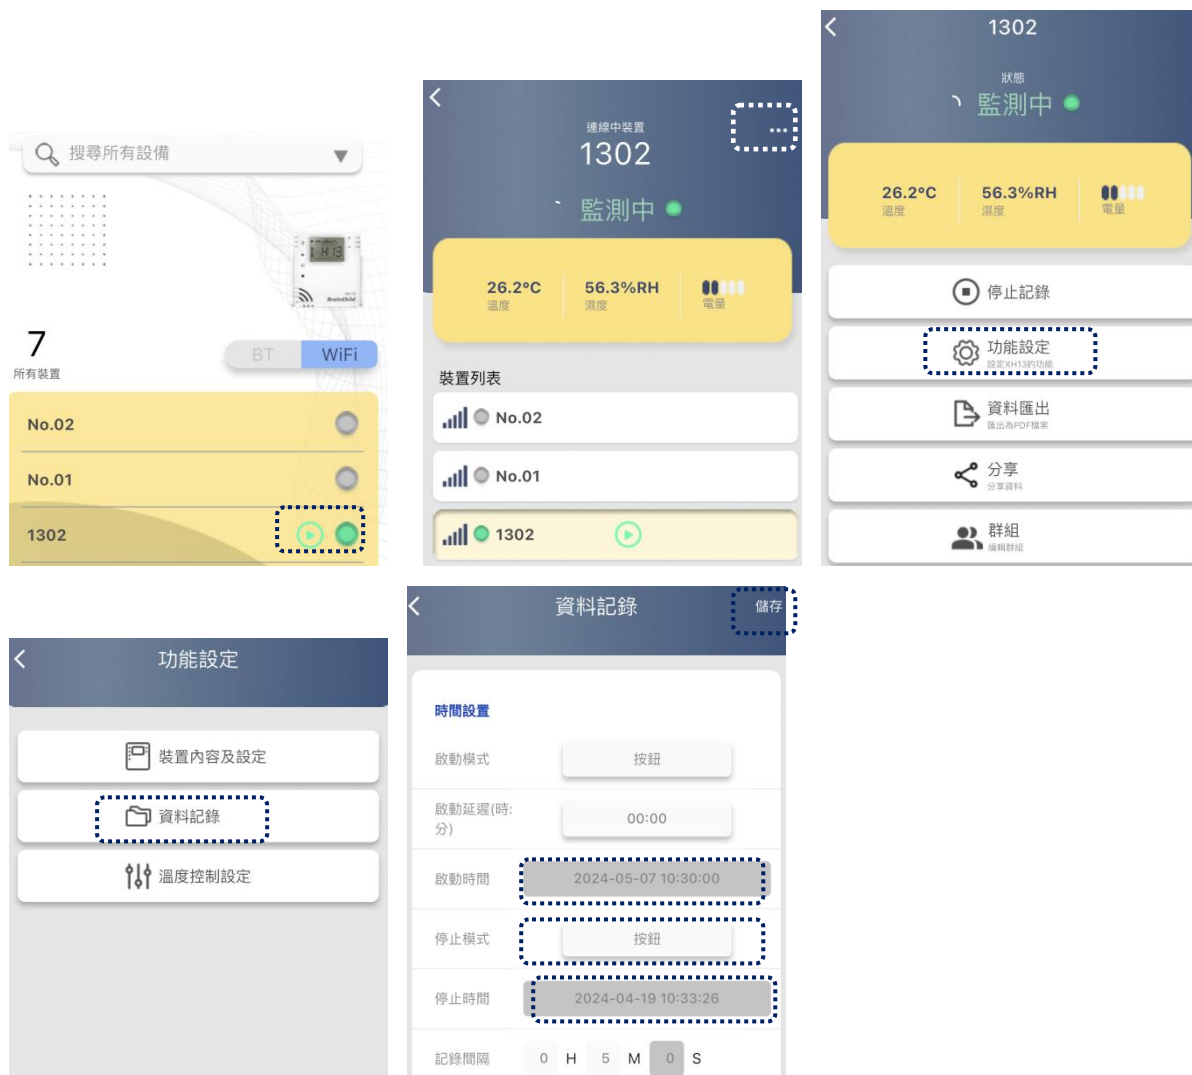 搜尋所有設備
7
所有裝置
BT WiFi
No.02
No.01
1302
連線中裝置
1302
監測中
26.2°C 56.3%RH
溫度 濕度 電量
裝置列表
No.02
No.01
1302
1302
狀態
監測中
26.2°C 56.3%RH
溫度 濕度 電量
停止記錄
功能設定
設定XH13的功能
資料匯出
匯出為PDF檔案
分享
分享資料
群組
編輯群組
功能設定
裝置內容及設定
資料記錄
溫度控制設定
資料記錄 儲存
時間設置
啟動模式 按鈕
啟動延遲(時:
分) 00:00
啟動時間 2024-05-07 10:30:00
停止模式 按鈕
停止時間 2024-04-19 10:33:26
記錄間隔 0 H 5 M 0 S